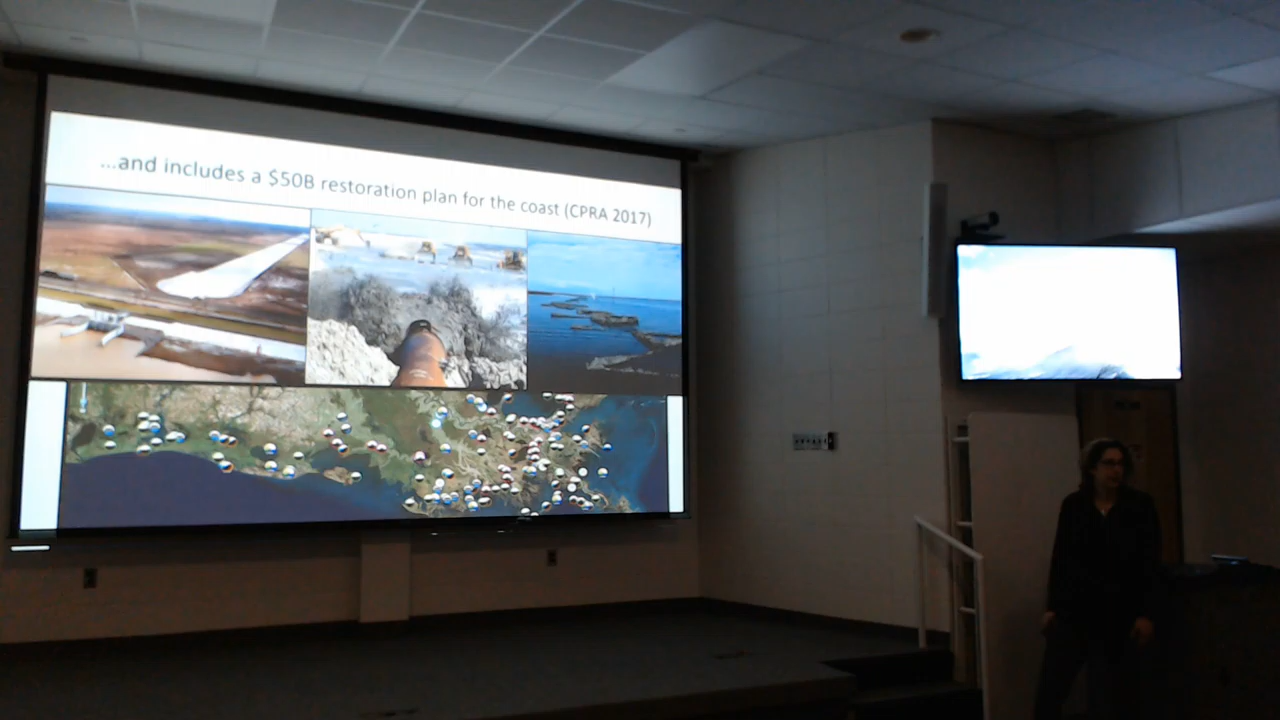 ...and includes a $50B restoration plan for the coast (CPRA 2017)